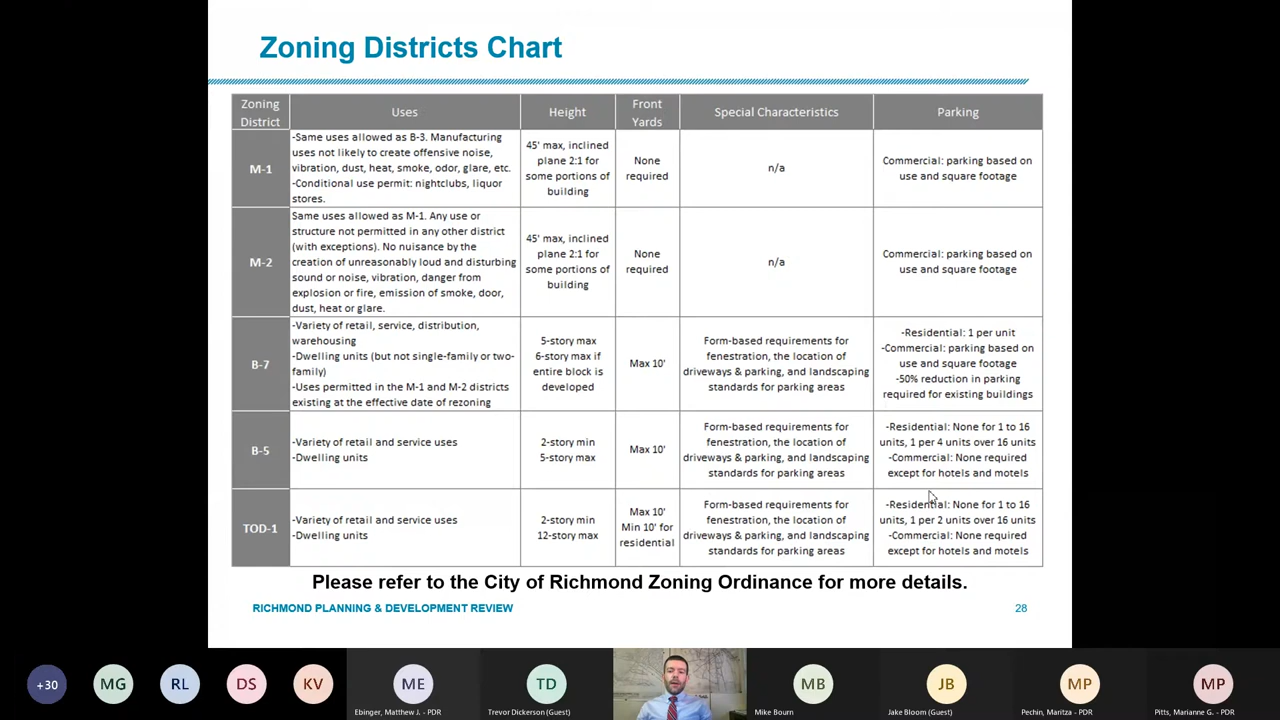 Zoning Districts Chart
Zoning
District
Uses
Height
Front
Yards
Special Characteristics
Parking
M-1
-Same uses allowed as B-3. Manufacturing
uses not likely to create offensive noise,
vibration, dust, heat, smoke, odor, glare, etc.
-Conditional use permit: nightclubs, liquor
stores.
45' max, inclined
plane 2:1 for
some portions of
building
None
required
n/a
Commercial: parking based on
use and square footage
M-2
Same uses allowed as M-1. Any use or
structure not permitted in any other district
(with exceptions). No nuisance by the
creation of unreasonably loud and disturbing
sound or noise, vibration, danger from
explosion or fire, emission of smoke, door,
dust, heat or glare.
45' max, inclined
plane 2:1 for
some portions of
building
None
required
n/a
Commercial: parking based on
use and square footage
B-7
-Variety of retail, service, distribution,
warehousing
-Dwelling units (but not single-family or two-
family)
-Uses permitted in the M-1 and M-2 districts
existing at the effective date of rezoning
5-story max
6-story max if
entire block is
developed
Max 10'
Form-based requirements for
fenestration, the location of
driveways & parking, and landscaping
standards for parking areas
-Residential: 1 per unit
-Commercial: parking based on
use and square footage
-50% reduction in parking
required for existing buildings
B-5
-Variety of retail and service uses
-Dwelling units
2-story min
5-story max
Max 10'
Form-based requirements for
fenestration, the location of
driveways & parking, and landscaping
standards for parking areas
-Residential: None for 1 to 16
units, 1 per 4 units over 16 units
-Commercial: None required
except for hotels and motels
TOD-1
-Variety of retail and service uses
-Dwelling units
2-story min
12-story max
Max 10'
Min 10' for
residential
Form-based requirements for
fenestration, the location of
driveways & parking, and landscaping
standards for parking areas
-Residential: None for 1 to 16
units, 1 per 2 units over 16 units
-Commercial: None required
except for hotels and motels
Please refer to the City of Richmond Zoning Ordinance for more details.
RICHMOND PLANNING & DEVELOPMENT REVIEW
28
+30
MG
RL
DS
KV
ME
Ebinger, Matthew J. - PDR
TD
Trevor Dickerson (Guest)
MB
Mike Bourn
JB
Jake Bloom (Guest)
MP
Pechin, Maritza - PDR
MP
Pitts, Marianne G. - PDR